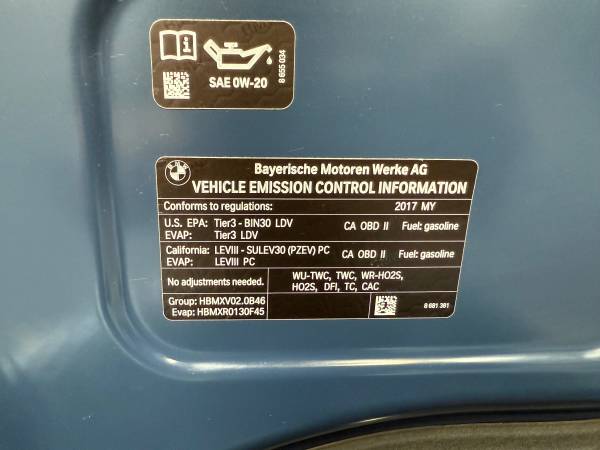 i
SAE 0W-20
8 655 034
BMW
Bayerische Motoren Werke AG
VEHICLE EMISSION CONTROL INFORMATION
Conforms to regulations: 2017 MY
U.S. EPA: Tier3 - BIN30 LDV CA OBD II Fuel: gasoline
EVAP: Tier3 LDV
California: LEVIII - SULEV30 (PZEV) PC CA OBD II Fuel: gasoline
EVAP: LEVIII PC
No adjustments needed. WU-TWC, TWC, WR-HO2S,
HO2S, DFI, TC, CAC
Group: HBMXV02.0B46
Evap: HBMXR0130F45
8 681 381